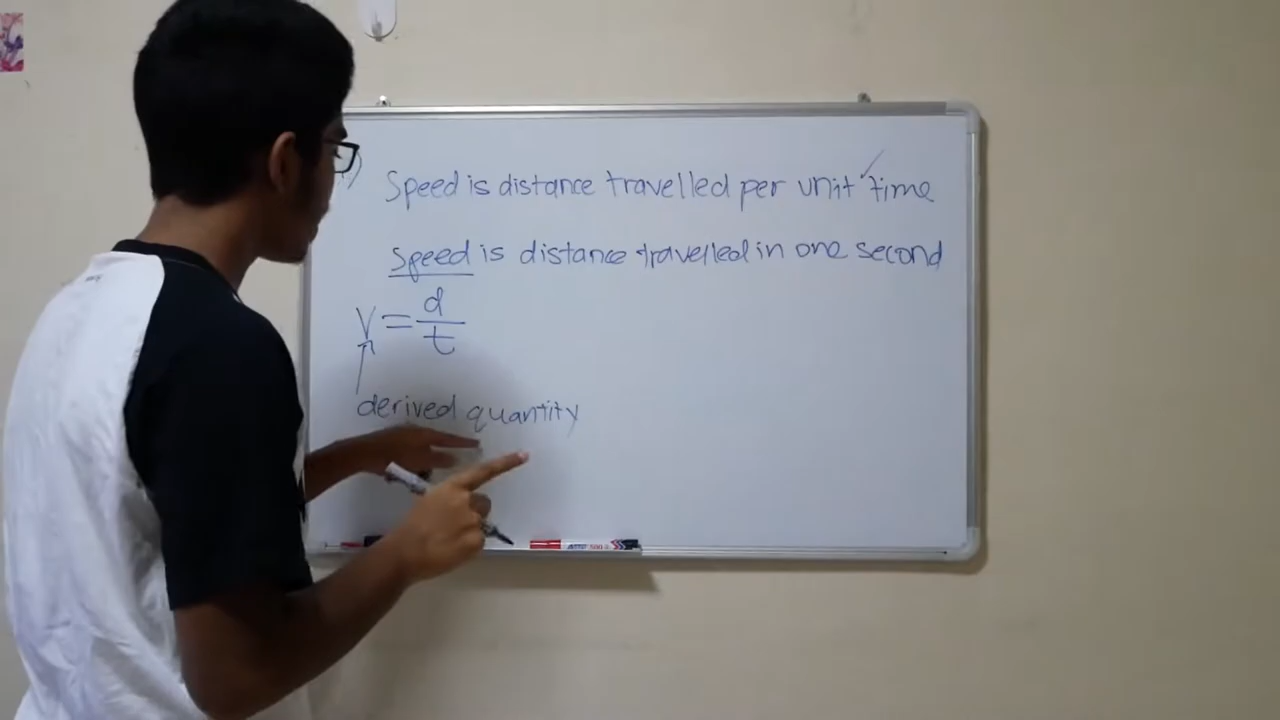 Speed is distance travelled per unit time
Speed is distance travelled in one second
V = d/t
derived quantity